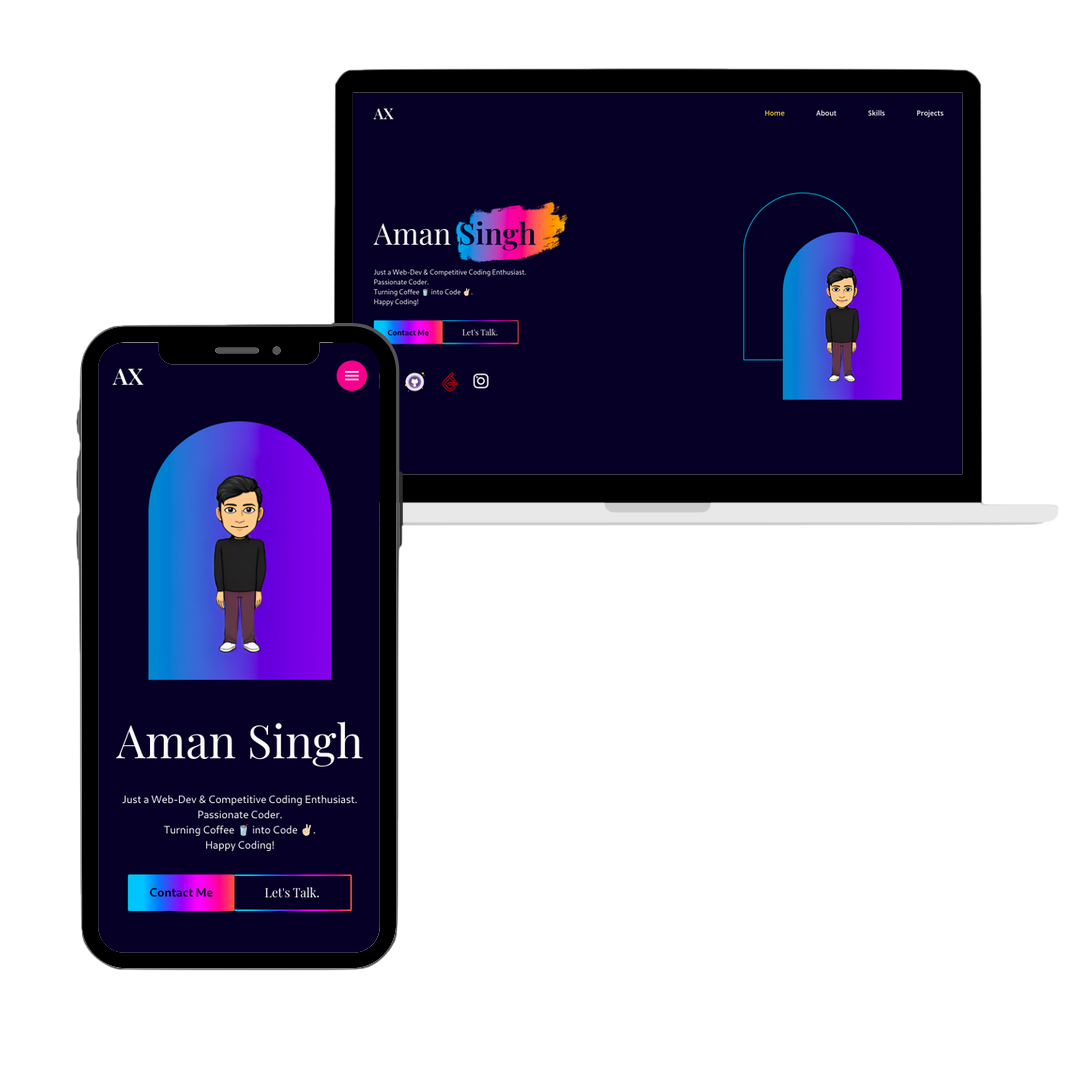 AX
Home About Skills Projects
Aman Singh
Just a Web-Dev & Competitive Coding Enthusiast.
Passionate Coder.
Turning Coffee 🥤 into Code ✌🏻.
Happy Coding!
Contact Me Let's Talk.
AX
Aman Singh
Just a Web-Dev & Competitive Coding Enthusiast.
Passionate Coder.
Turning Coffee 🥤 into Code ✌🏻.
Happy Coding!
Contact Me Let's Talk.